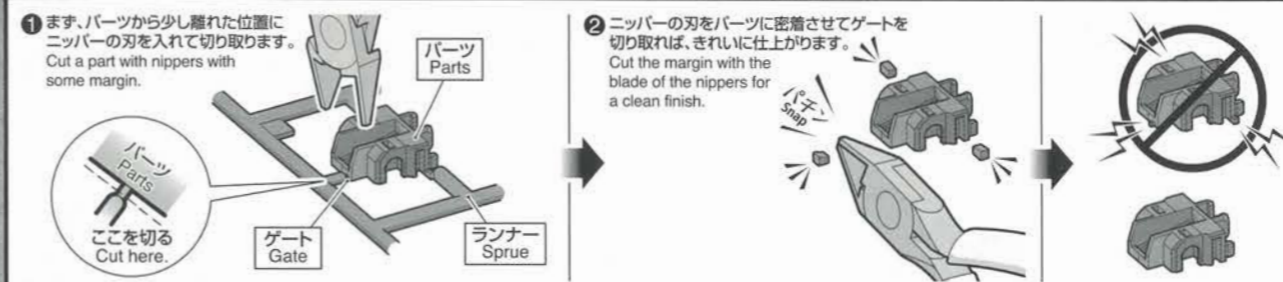 ❶ まず、パーツから少し離れた位置に
ニッパーの刃を入れて切り取ります。
Cut a part with nippers with
some margin.
パーツ
Parts
パーツ
Parts
ここを切る
Cut here.
ゲート
Gate
ランナー
Sprue
❷ ニッパーの刃をパーツに密着させてゲートを
切り取れば、きれいに仕上がります。
Cut the margin with the
blade of the nippers for
a clean finish.
パチン
Snap